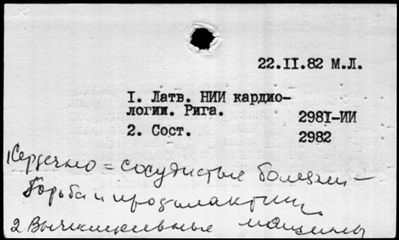 22.II.82 М.Л.
I. Латв. НИИ кардио-
логии. Рига. 298I-ИИ
2. Сост. 2982
1Сердечно=сосудистые болезни -
борьба и профилактика
2 Вычислительные машины